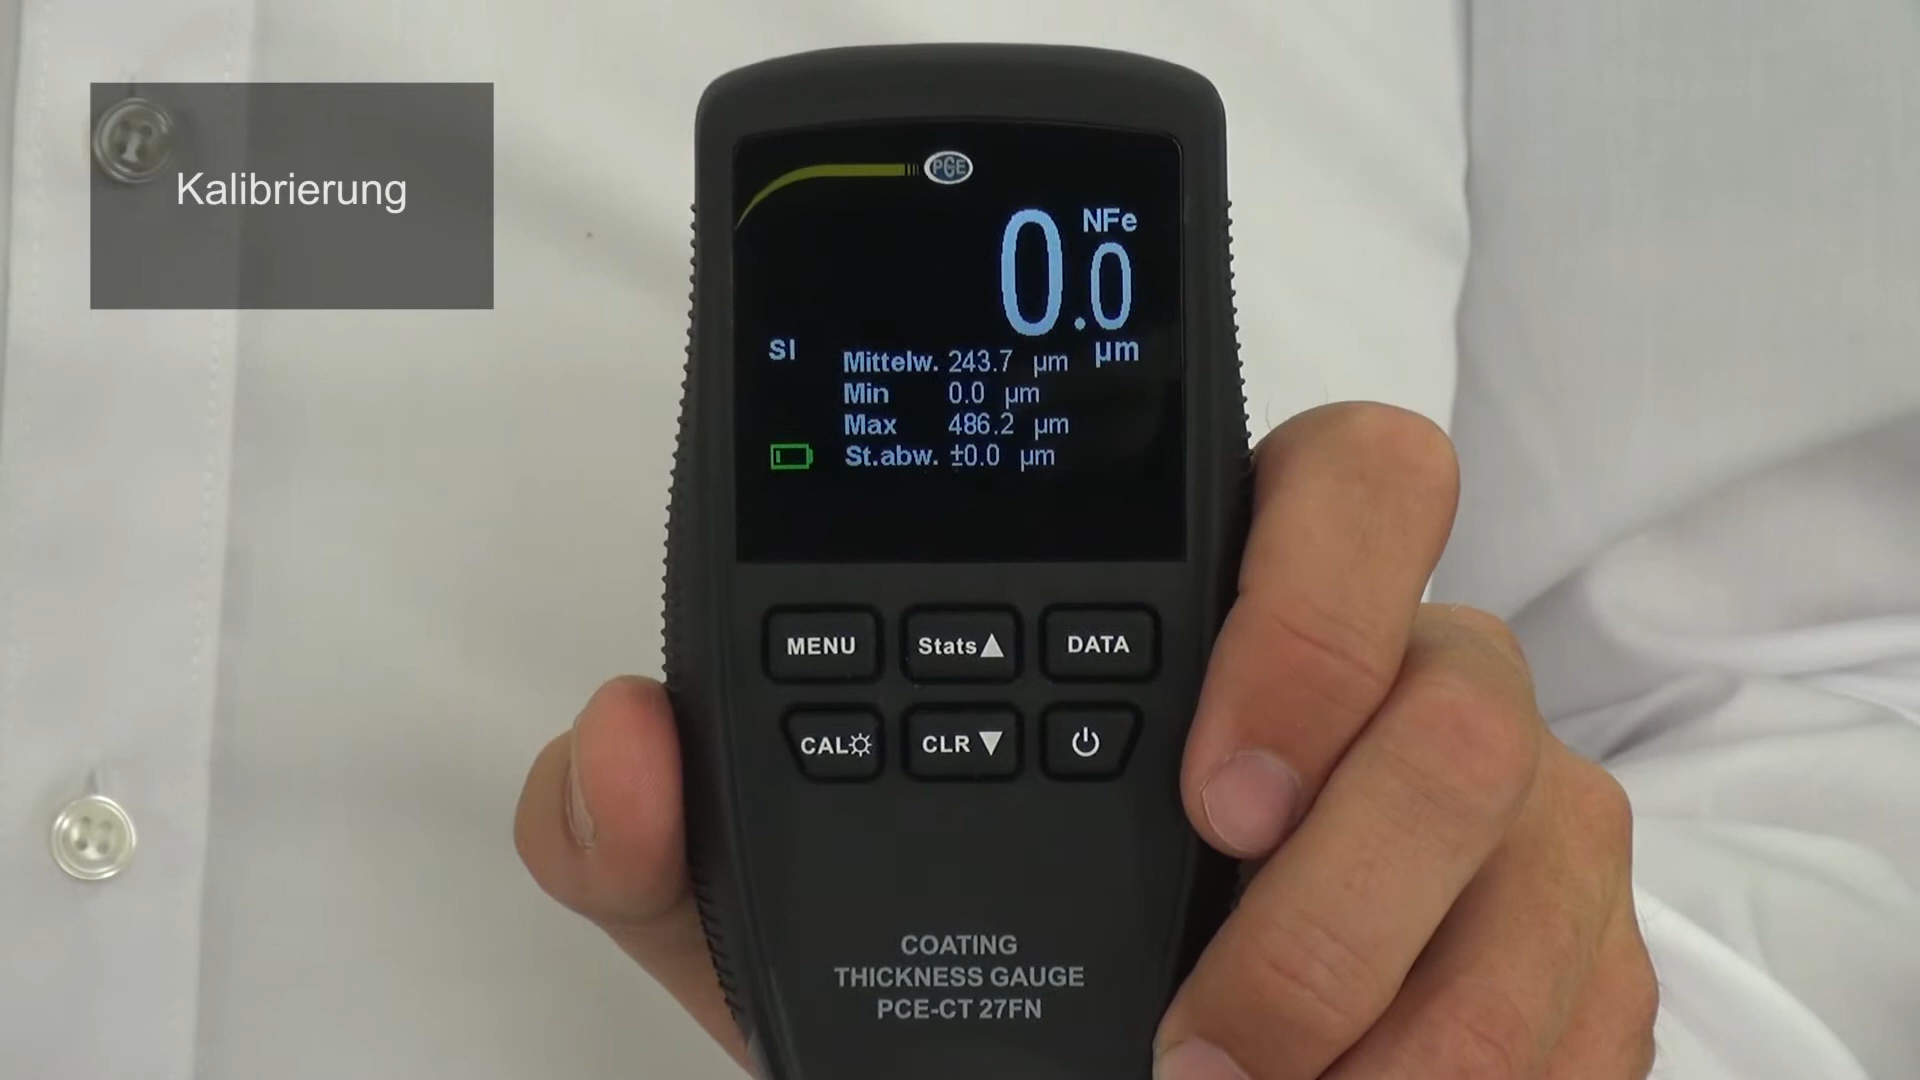 Kalibrierung
PCE
NFe
0.0
µm
SI
Mittelw. 243.7 µm
Min 0.0 µm
Max 486.2 µm
St.abw. ±0.0 µm
MENU Stats▲ DATA
CAL☼ CLR ▼ ⏻
COATING
THICKNESS GAUGE
PCE-CT 27FN